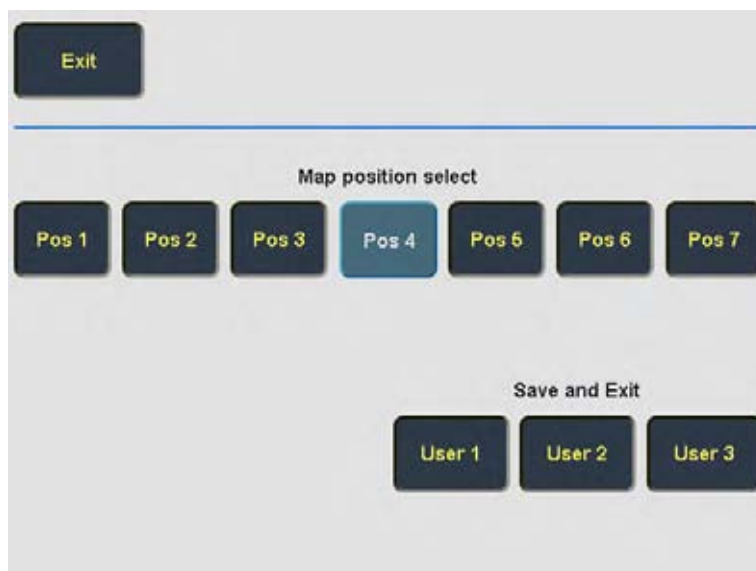 Exit
Map position select
Pos 1 Pos 2 Pos 3 Pos 4 Pos 5 Pos 6 Pos 7
Save and Exit
User 1 User 2 User 3